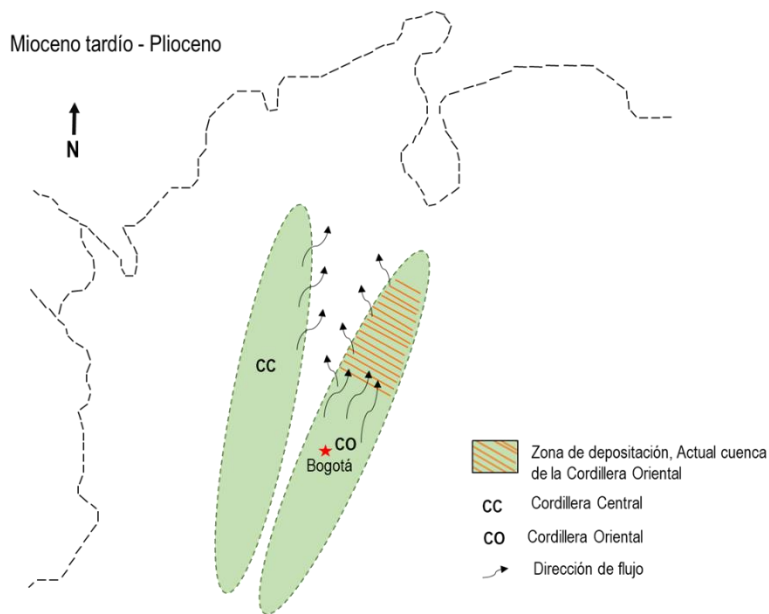 Mioceno tardío - Plioceno
N
CC
CO
Bogotá
Zona de depositación, Actual cuenca
de la Cordillera Oriental
CC Cordillera Central
CO Cordillera Oriental
Dirección de flujo